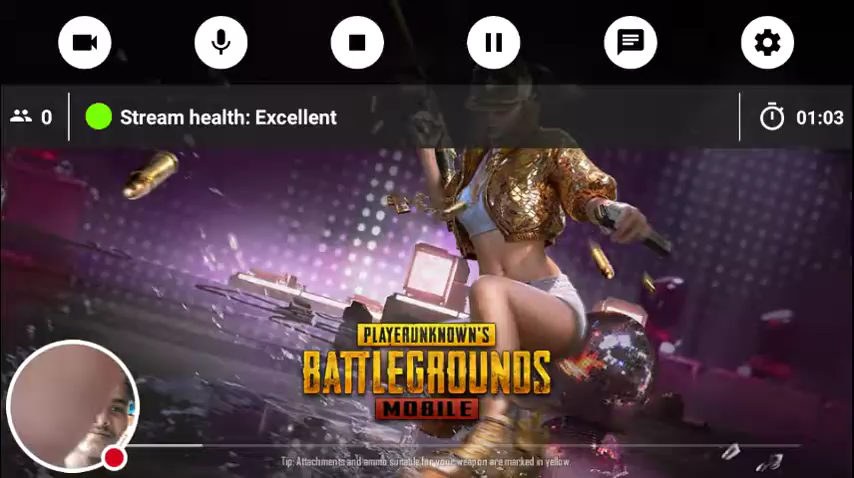 0
Stream health: Excellent
01:03
PLAYERUNKNOWN'S
BATTLEGROUNDS
MOBILE
Tip: Attachments and ammo suitable for your weapon are marked in yellow.